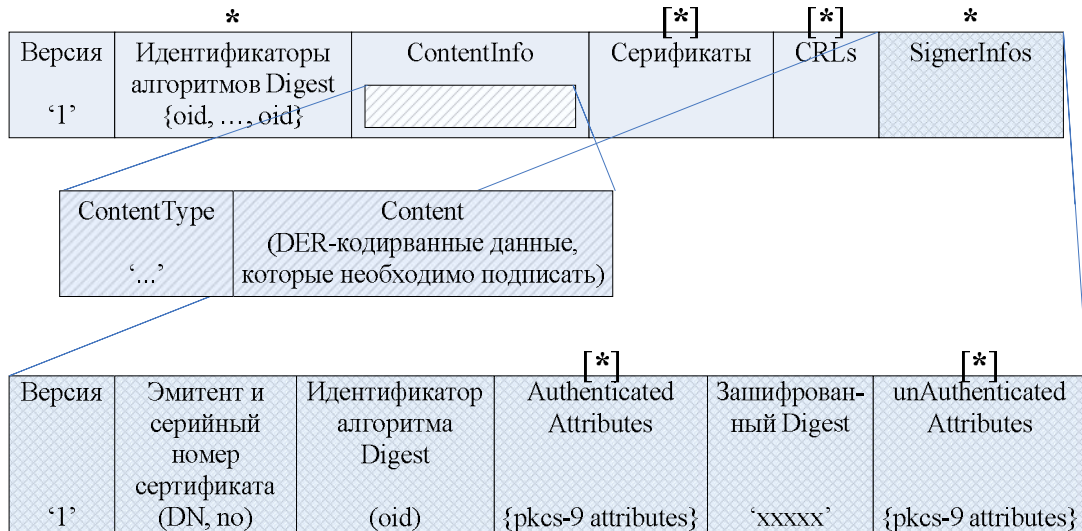 *
[*]
[*]
*
Версия
‘1’
Идентификаторы
алгоритмов Digest
{oid, …, oid}
ContentInfo
Серификаты
CRLs
SignerInfos
ContentType
‘...’
Content
(DER-кодирванные данные,
которые необходимо подписать)
[*]
[*]
Версия
‘1’
Эмитент и
серийный
номер
сертификата
(DN, no)
Идентификатор
алгоритма
Digest
(oid)
Authenticated
Attributes
{pkcs-9 attributes}
Зашифрован-
ный Digest
‘xxxxx’
unAuthenticated
Attributes
{pkcs-9 attributes}